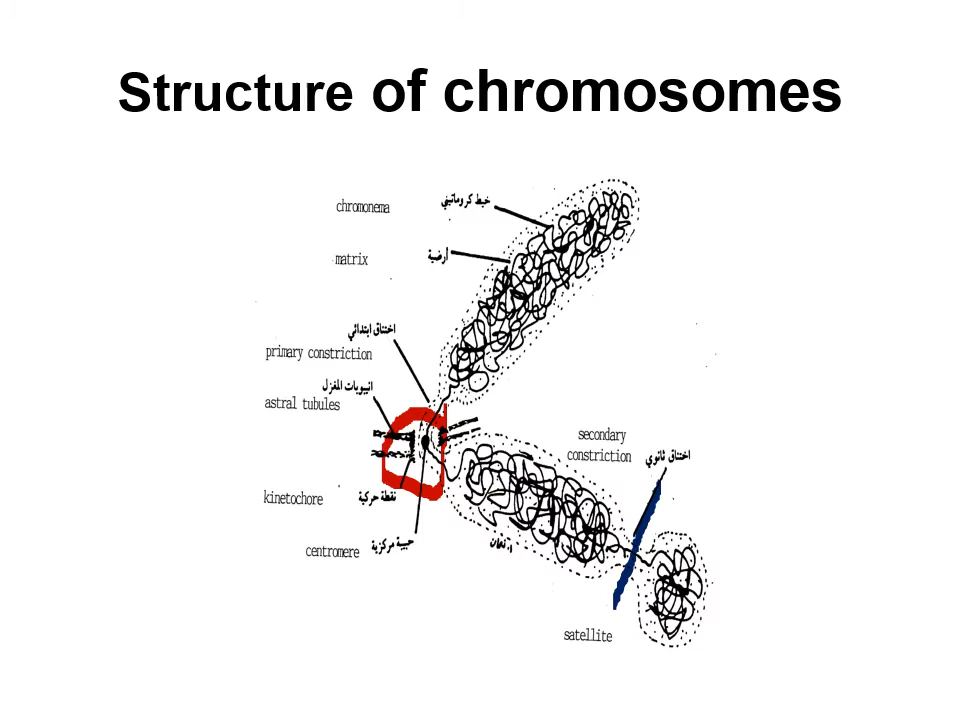 Structure of chromosomes
chromonema
خيط كروماتيني
matrix
أرضية
اختناق ابتدائي
primary constriction
انيوبيات المغزل
astral tubules
secondary
constriction
اختناق ثانوي
kinetochore
نقطة حركية
centromere
حبيبة مركزية
satellite